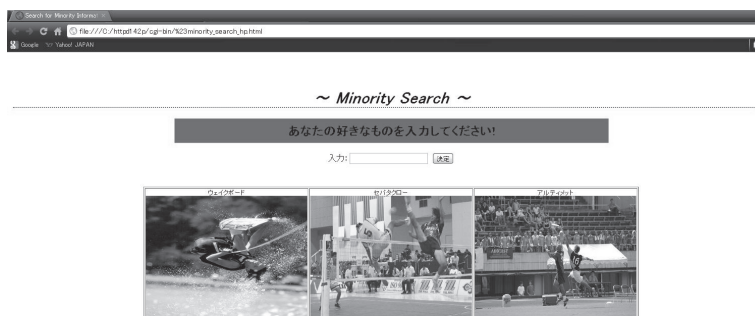 Search for Minority Informa
file:///C:/httpd142p/cgi-bin/%23minority_search_hp.html
Google Yahoo! JAPAN
～ Minority Search ～
あなたの好きなものを入力してください!
入力: 決定
ウェイクボード セパタクロー アルティメット